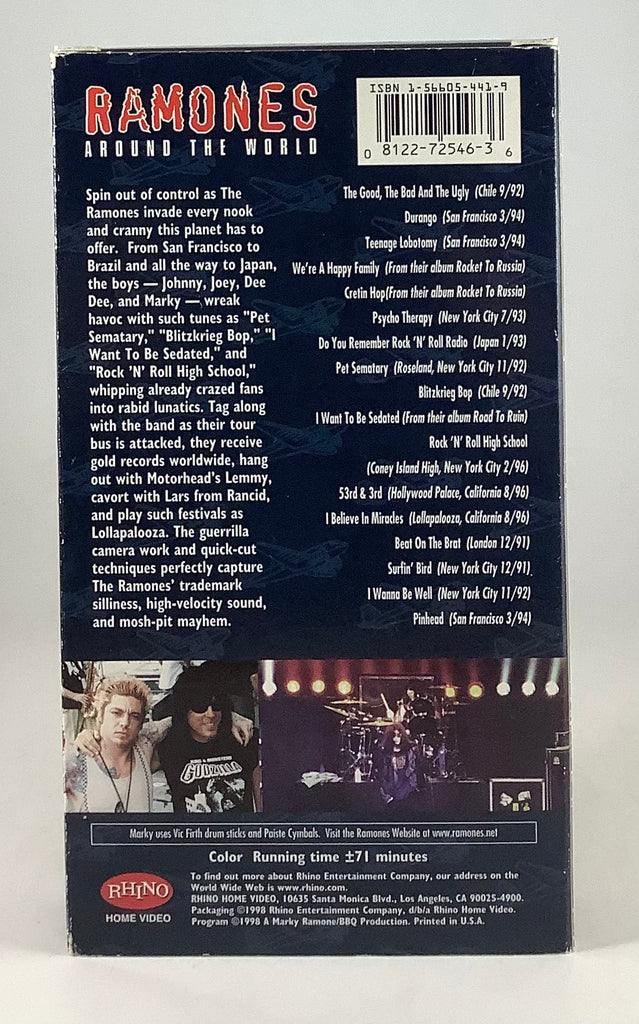 RAMONES
AROUND THE WORLD
ISBN 1-56605-441-9
0 8122-72546-3 6
Spin out of control as The
Ramones invade every nook
and cranny this planet has to
offer. From San Francisco to
Brazil and all the way to Japan,
the boys — Johnny, Joey, Dee
Dee, and Marky — wreak
havoc with such tunes as "Pet
Sematary," "Blitzkrieg Bop," "I
Want To Be Sedated," and
"Rock 'N' Roll High School,"
whipping already crazed fans
into rabid lunatics. Tag along
with the band as their tour
bus is attacked, they receive
gold records worldwide, hang
out with Motorhead's Lemmy,
cavort with Lars from Rancid,
and play such festivals as
Lollapalooza. The guerrilla
camera work and quick-cut
techniques perfectly capture
The Ramones' trademark
silliness, high-velocity sound,
and mosh-pit mayhem.
The Good, The Bad And The Ugly (Chile 9/92)
Durango (San Francisco 3/94)
Teenage Lobotomy (San Francisco 3/94)
We're A Happy Family (From their album Rocket To Russia)
Cretin Hop(From their album Rocket To Russia)
Psycho Therapy (New York City 7/93)
Do You Remember Rock 'N' Roll Radio (Japan 1/93)
Pet Sematary (Roseland, New York City 11/92)
Blitzkrieg Bop (Chile 9/92)
I Want To Be Sedated (From their album Road To Ruin)
Rock 'N' Roll High School
(Coney Island High, New York City 2/96)
53rd & 3rd (Hollywood Palace, California 8/96)
I Believe In Miracles (Lollapalooza, California 8/96)
Beat On The Brat (London 12/91)
Surfin' Bird (New York City 12/91)
I Wanna Be Well (New York City 11/92)
Pinhead (San Francisco 3/94)
GODZILLA
Marky uses Vic Firth drum sticks and Paiste Cymbals. Visit the Ramones Website at www.ramones.net
Color Running time ±71 minutes
RHINO
HOME VIDEO
To find out more about Rhino Entertainment Company, our address on the
World Wide Web is www.rhino.com.
RHINO HOME VIDEO, 10635 Santa Monica Blvd., Los Angeles, CA 90025-4900.
Packaging ©1998 Rhino Entertainment Company, d/b/a Rhino Home Video.
Program ©1998 A Marky Ramone/BBQ Production. Printed in U.S.A.